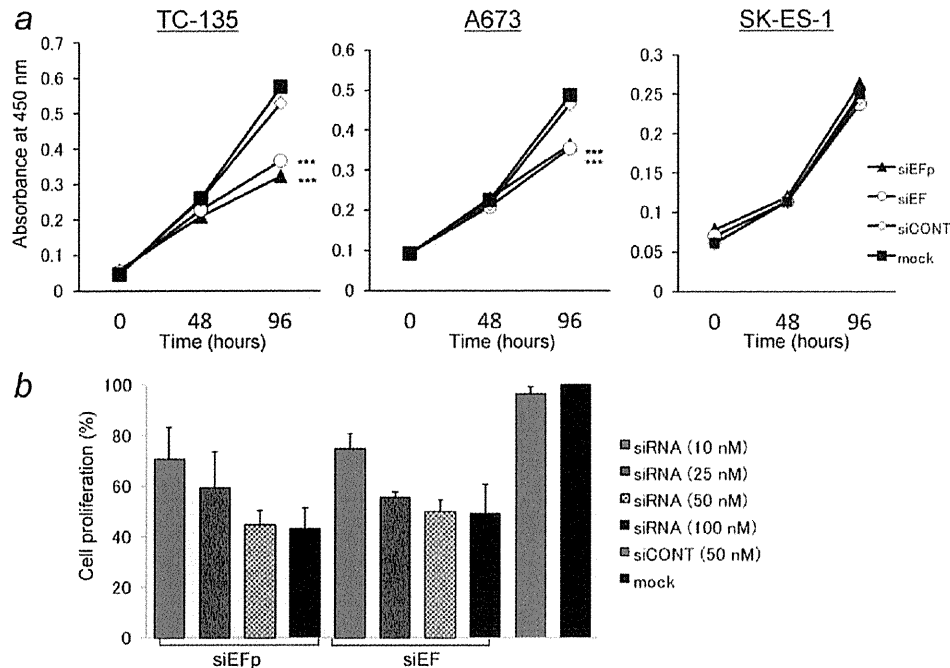 a
TC-135
A673
SK-ES-1
Absorbance at 450 nm
0.7
0.6
0.5
0.4
0.3
0.2
0.1
0
***
***
0 48 96
Time (hours)
0.6
0.5
0.4
0.3
0.2
0.1
0
***
***
0 48 96
Time (hours)
0.3
0.25
0.2
0.15
0.1
0.05
0
0 48 96
Time (hours)
siEFp
siEF
siCONT
mock
b
Cell proliferation (%)
100
80
60
40
20
0
siEFp
siEF
siRNA (10 nM)
siRNA (25 nM)
siRNA (50 nM)
siRNA (100 nM)
siCONT (50 nM)
mock